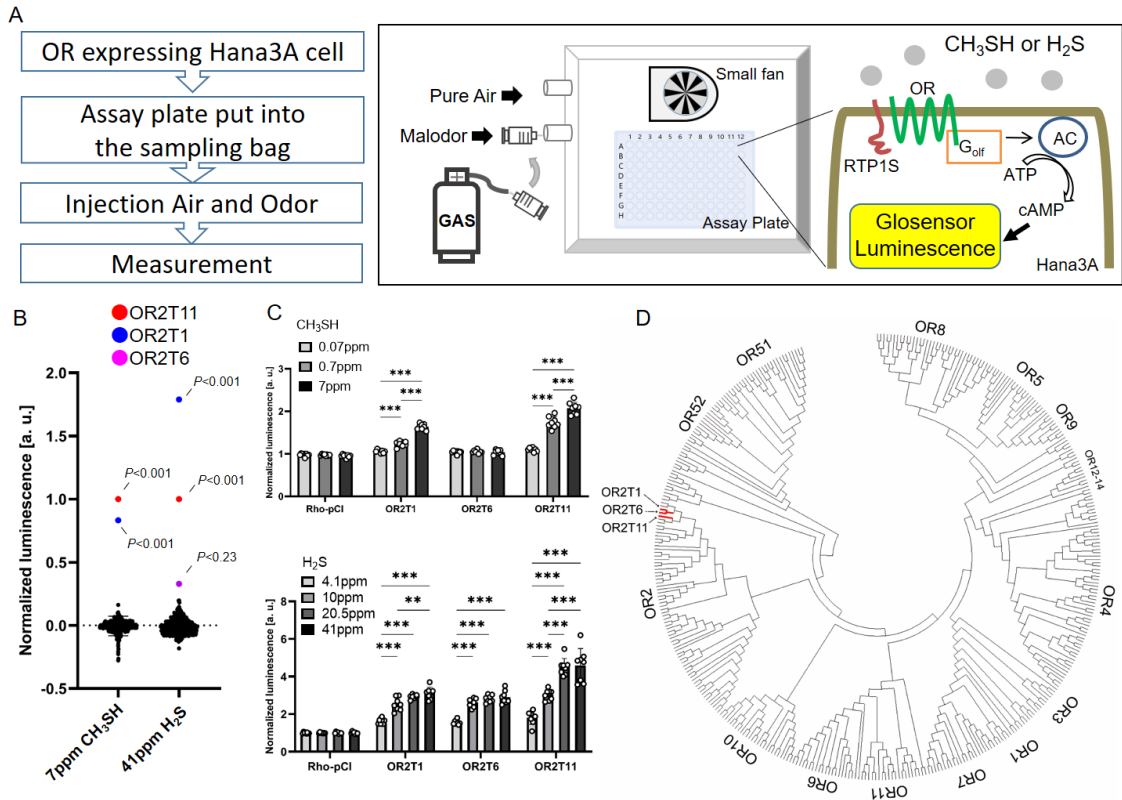 A
OR expressing Hana3A cell
Assay plate put into
the sampling bag
Injection Air and Odor
Measurement
Pure Air
Malodor
GAS
Small fan
1 2 3 4 5 6 7 8 9 10 11 12
A
B
C
D
E
F
G
H
Assay Plate
CH3SH or H2S
OR
RTP1S
Golf
AC
ATP
cAMP
Glosensor
Luminescence
Hana3A
B
OR2T11
OR2T1
OR2T6
Normalized luminescence [a. u.]
2.0
1.5
1.0
0.5
0.0
-0.5
P<0.001
P<0.001
P<0.001
P<0.001
P<0.23
7ppm CH3SH
41ppm H2S
C
CH3SH
0.07ppm
0.7ppm
7ppm
Normalized luminescence [a. u.]
3
2
1
0
***
***
***
***
***
***
Rho-pCI
OR2T1
OR2T6
OR2T11
H2S
4.1ppm
10ppm
20.5ppm
41ppm
Normalized luminescence [a. u.]
8
6
4
2
0
***
**
***
***
***
***
***
***
***
***
***
***
Rho-pCI
OR2T1
OR2T6
OR2T11
D
OR8
OR5
OR9
OR12-14
OR4
OR3
OR1
OR7
OR11
OR6
OR10
OR2
OR2T1
OR2T6
OR2T11
OR52
OR51